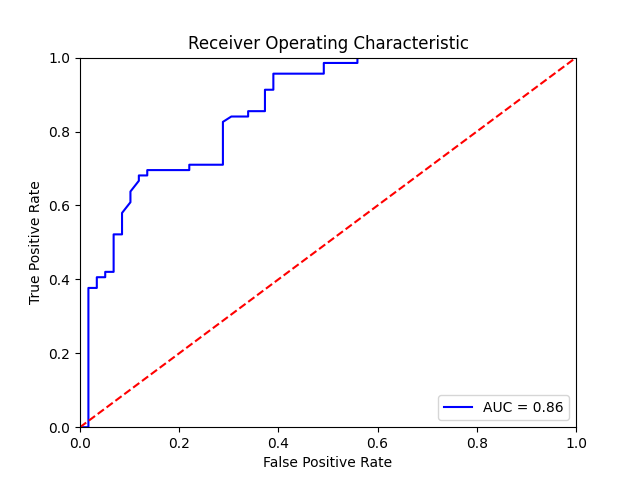 Receiver Operating Characteristic
1.0
0.8
0.6
0.4
0.2
0.0
True Positive Rate
AUC = 0.86
0.0 0.2 0.4 0.6 0.8 1.0
False Positive Rate